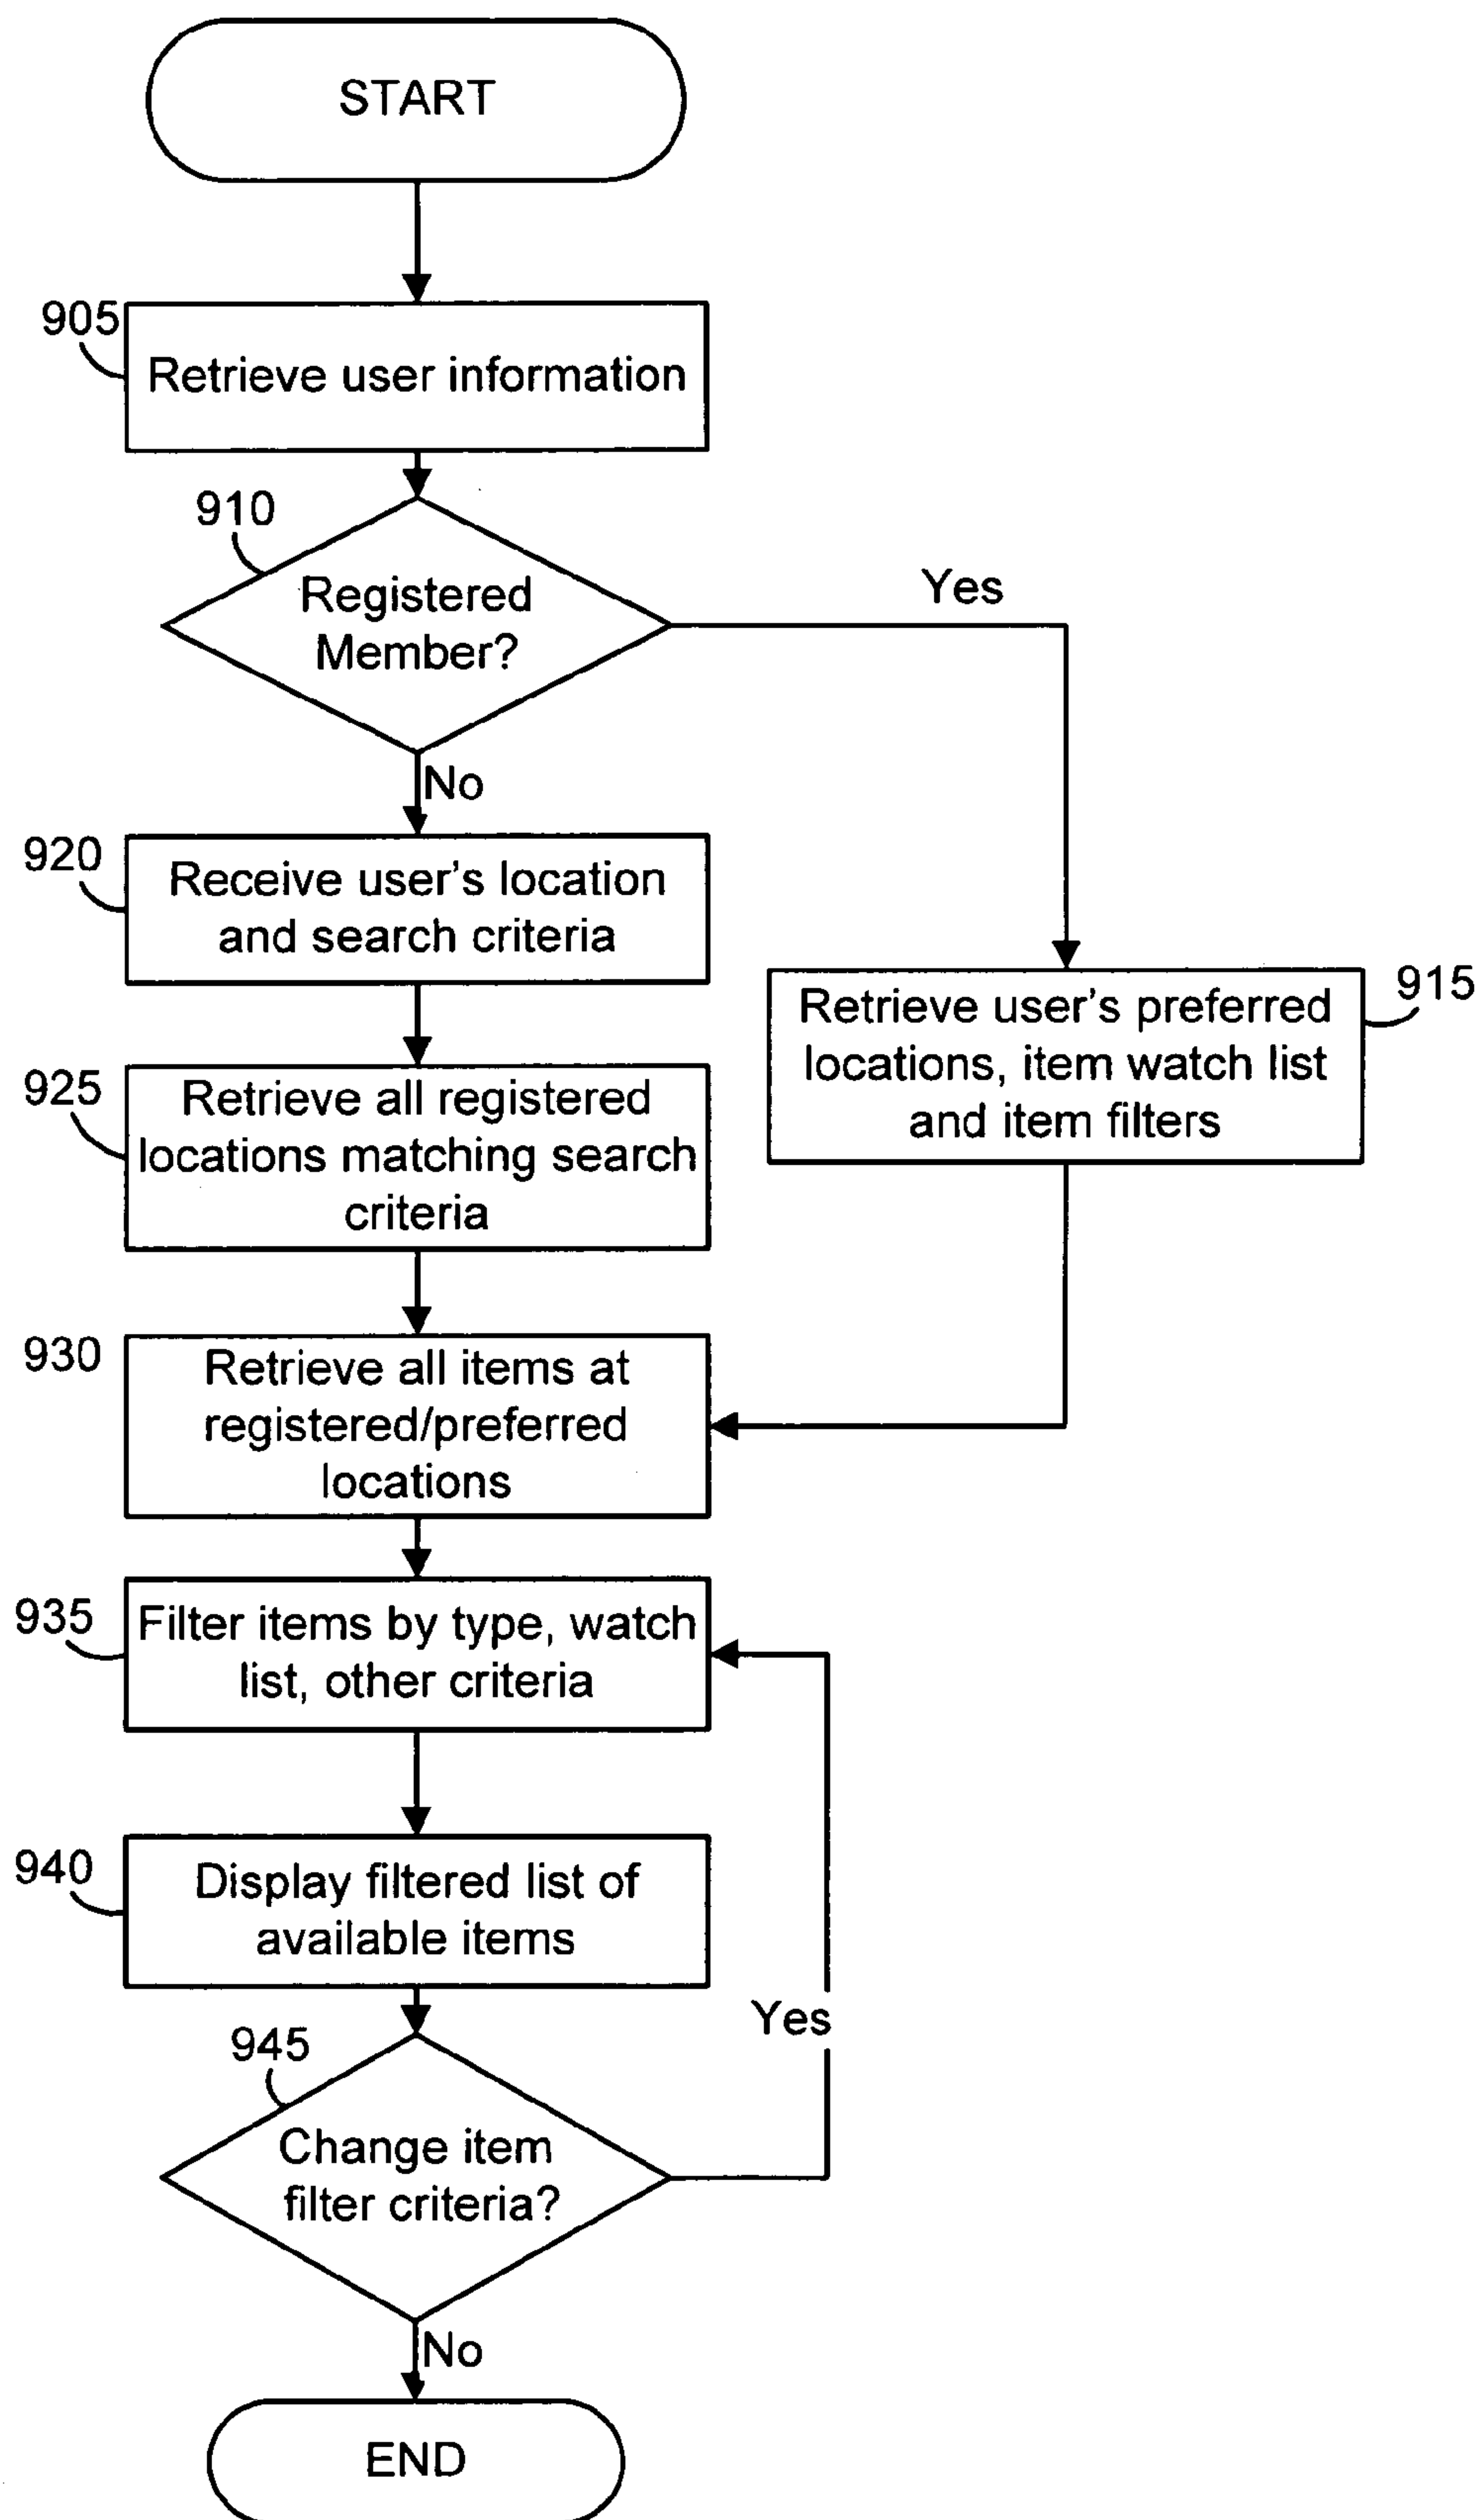 START
905
Retrieve user information
910
Registered
Member?
Yes
No
920
Receive user's location
and search criteria
915
Retrieve user's preferred
locations, item watch list
and item filters
925
Retrieve all registered
locations matching search
criteria
930
Retrieve all items at
registered/preferred
locations
935
Filter items by type, watch
list, other criteria
940
Display filtered list of
available items
Yes
945
Change item
filter criteria?
No
END